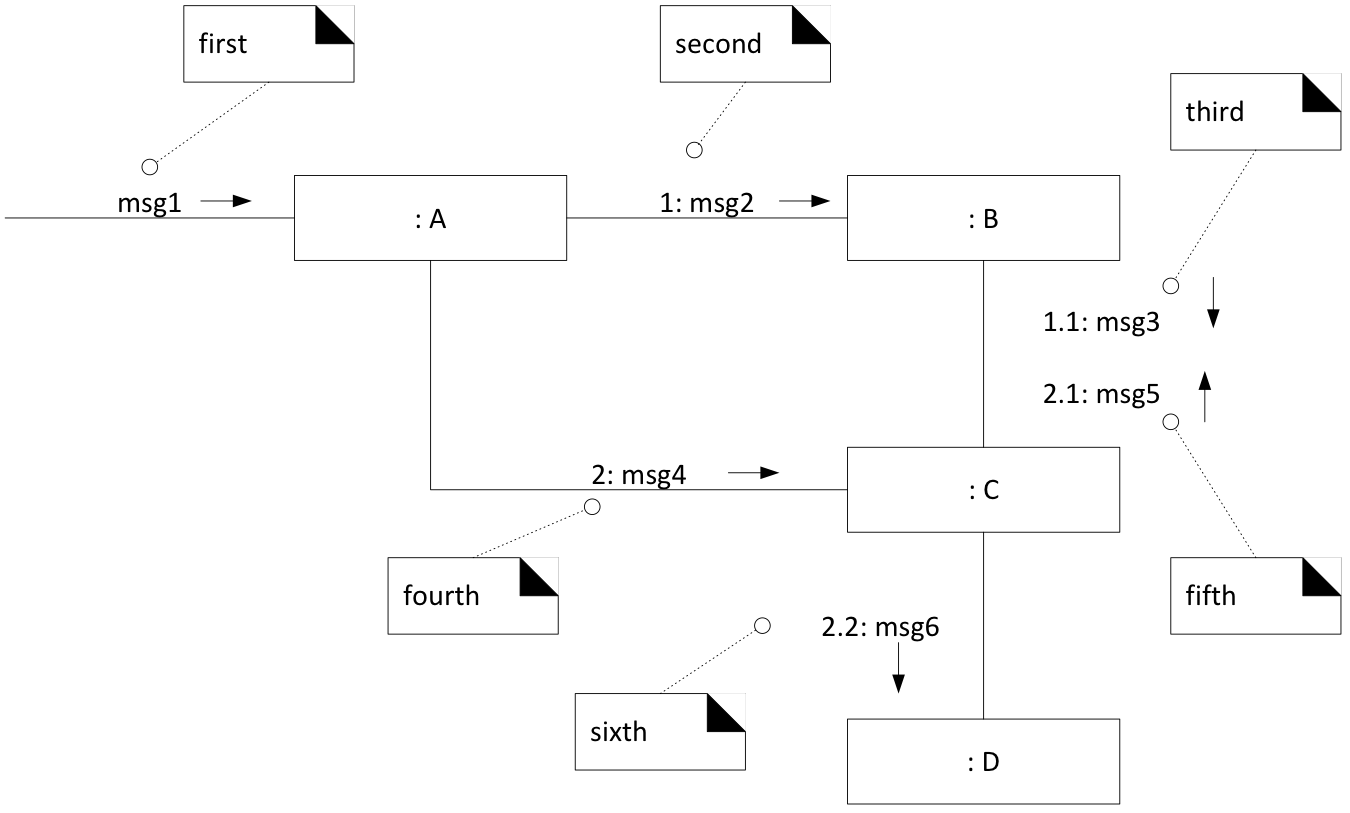 first
second
third
msg1
: A
1: msg2
: B
1.1: msg3
2.1: msg5
2: msg4
: C
fourth
fifth
2.2: msg6
sixth
: D